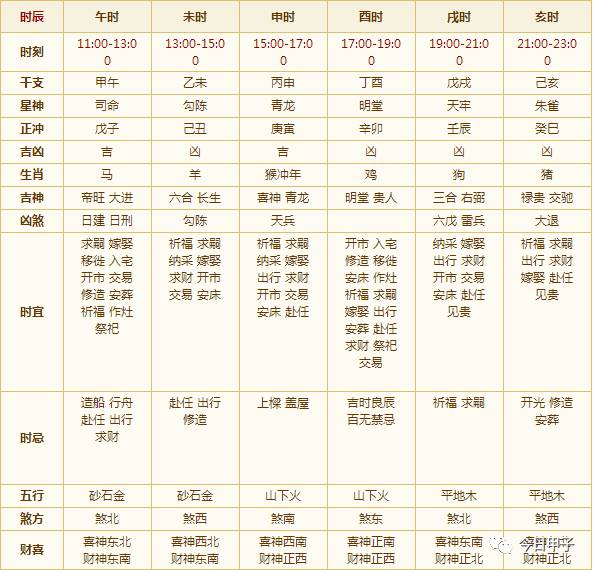 时辰 午时 未时 申时 酉时 戌时 亥时
时刻 11:00-13:00 13:00-15:00 15:00-17:00 17:00-19:00 19:00-21:00 21:00-23:00
干支 甲午 乙未 丙申 丁酉 戊戌 己亥
星神 司命 勾陈 青龙 明堂 天牢 朱雀
正冲 戊子 己丑 庚寅 辛卯 壬辰 癸巳
吉凶 吉 凶 吉 凶 凶 凶
生肖 马 羊 猴冲年 鸡 狗 猪
吉神 帝旺 大进 六合 长生 喜神 青龙 明堂 贵人 三合 右弼 禄贵 交驰
凶煞 日建 日刑 勾陈 天兵 六戊 雷兵 大退
时宜
求嗣 嫁娶
移徙 入宅
开市 交易
修造 安葬
祈福 作灶
祭祀
祈福 求嗣
纳采 嫁娶
求财 开市
交易 安床
祈福 求嗣
纳采 嫁娶
出行 求财
开市 交易
安床 赴任
开市 入宅
修造 移徙
安床 作灶
祈福 求嗣
嫁娶 出行
安葬 赴任
求财 祭祀
交易
纳采 嫁娶
出行 求财
开市 交易
安床 赴任
见贵
祈福 求嗣
出行 求财
嫁娶 赴任
见贵
时忌
造船 行舟
赴任 出行
求财
赴任 出行
修造
上樑 盖屋
吉时良辰
百无禁忌
祈福 求嗣
开光 修造
安葬
五行 砂石金 砂石金 山下火 山下火 平地木 平地木
煞方 煞北 煞西 煞南 煞东 煞北 煞西
财喜
喜神东北
财神东南
喜神西北
财神东南
喜神西南
财神正西
喜神正南
财神正西
喜神东南
财神正北
喜神东北
财神正北
今日甲子